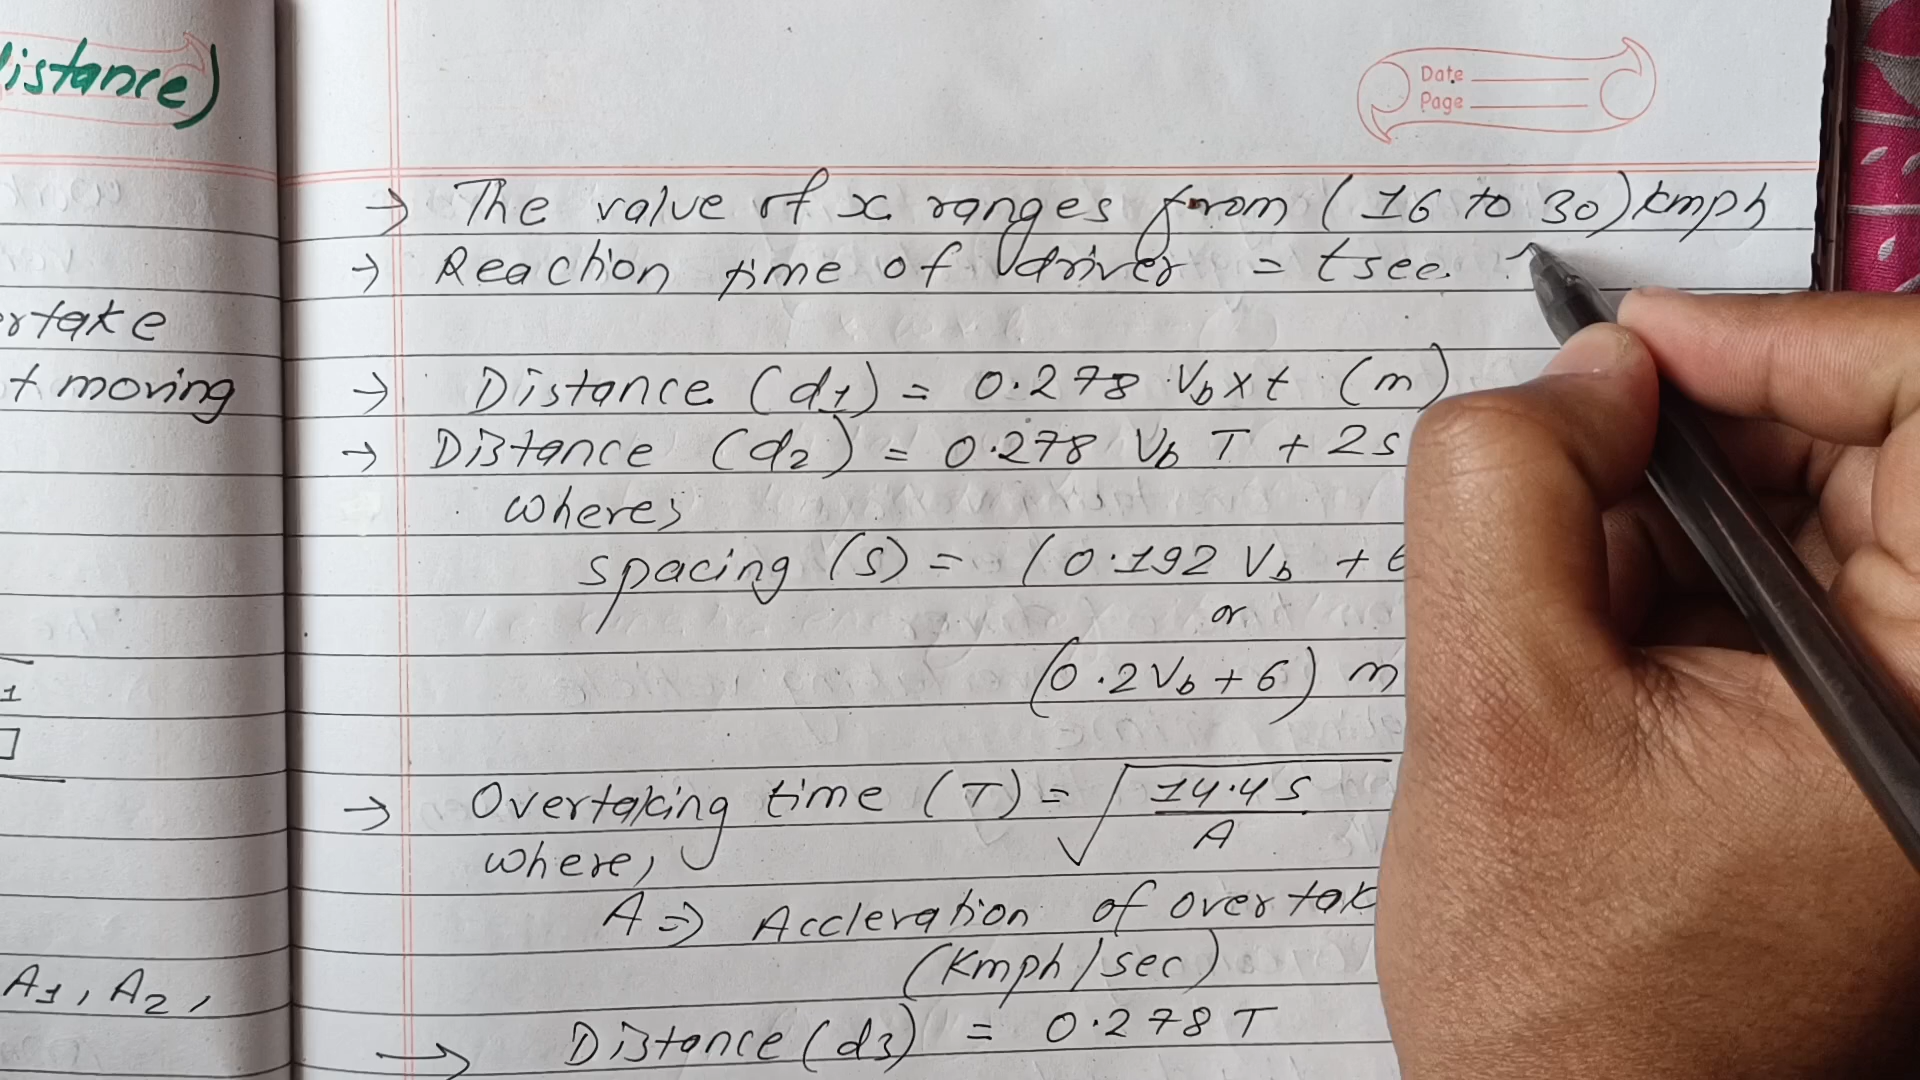 istance)
ertake
t moving
1
A1, A2,
Date
Page
→ The value of x ranges from (16 to 30) kmph
→ Reaction time of driver = t sec.
→ Distance (d1) = 0.278 Vb x t (m)
→ Distance (d2) = 0.278 Vb T + 2s
where;
spacing (s) = (0.192 Vb + 6
or
(0.2 Vb + 6) m
→ Overtaking time (T) = √14.4 s / A
where,
A ⇒ Accleration of overtak
(Kmph/sec)
→ Distance (d3) = 0.278 T